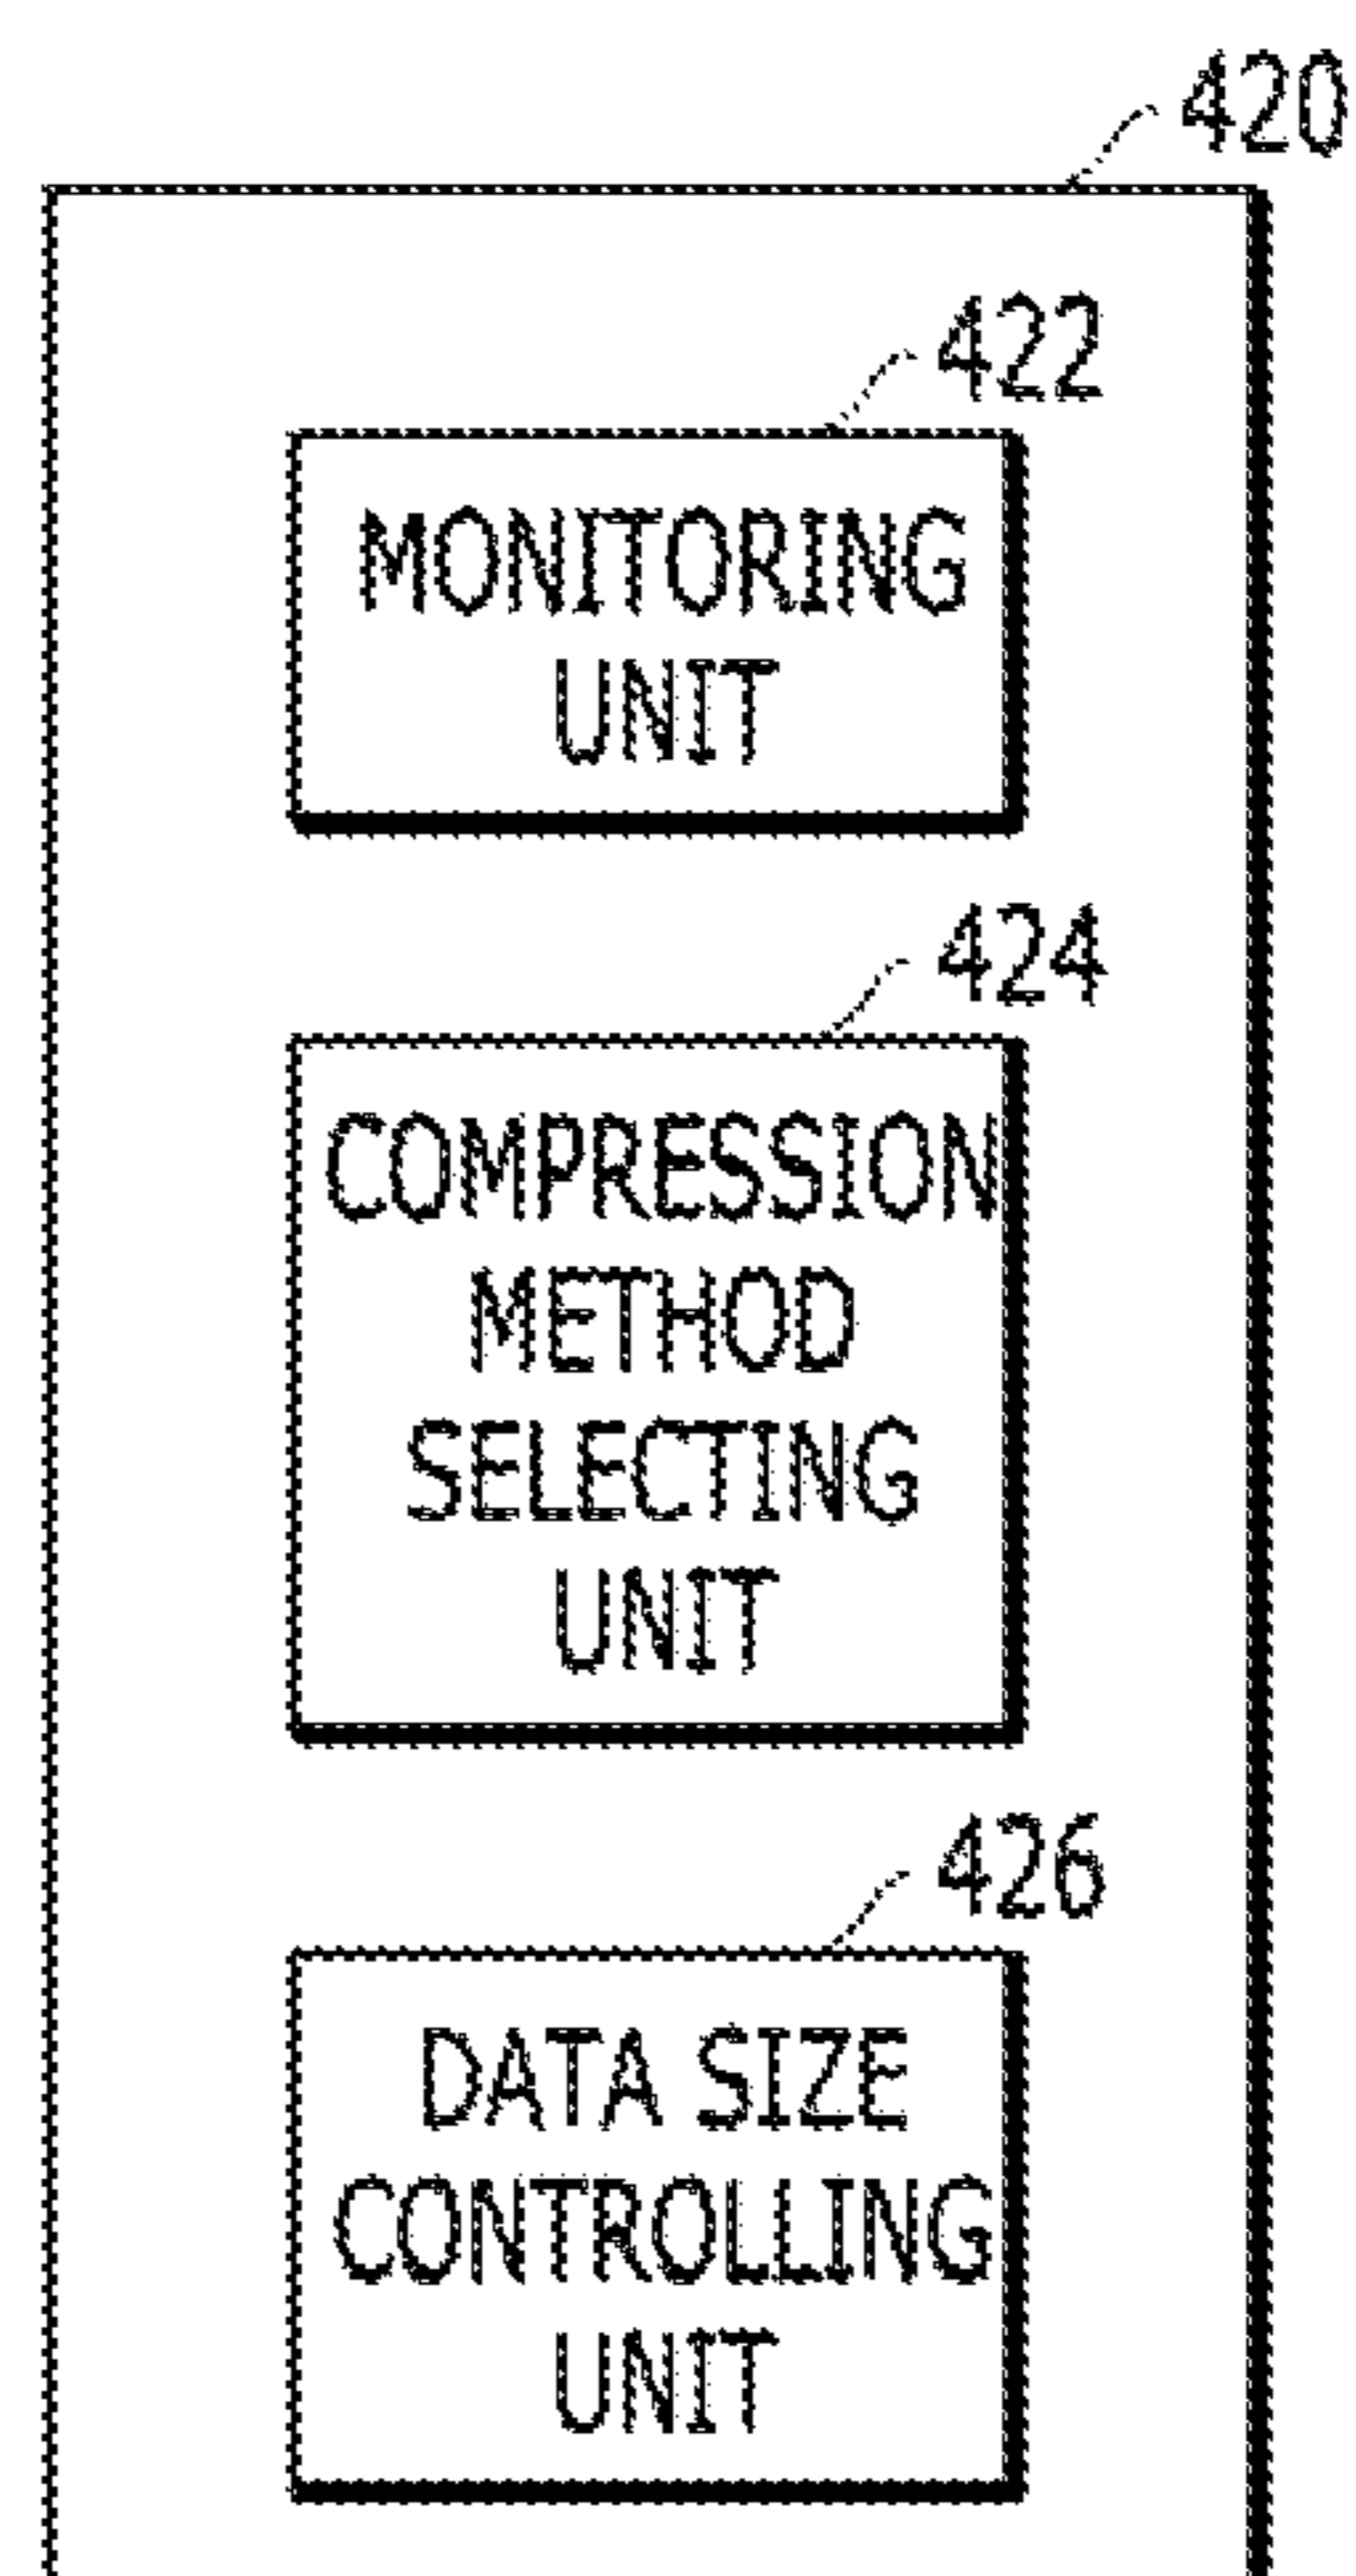 420
422
MONITORING
UNIT
424
COMPRESSION
METHOD
SELECTING
UNIT
426
DATA SIZE
CONTROLLING
UNIT